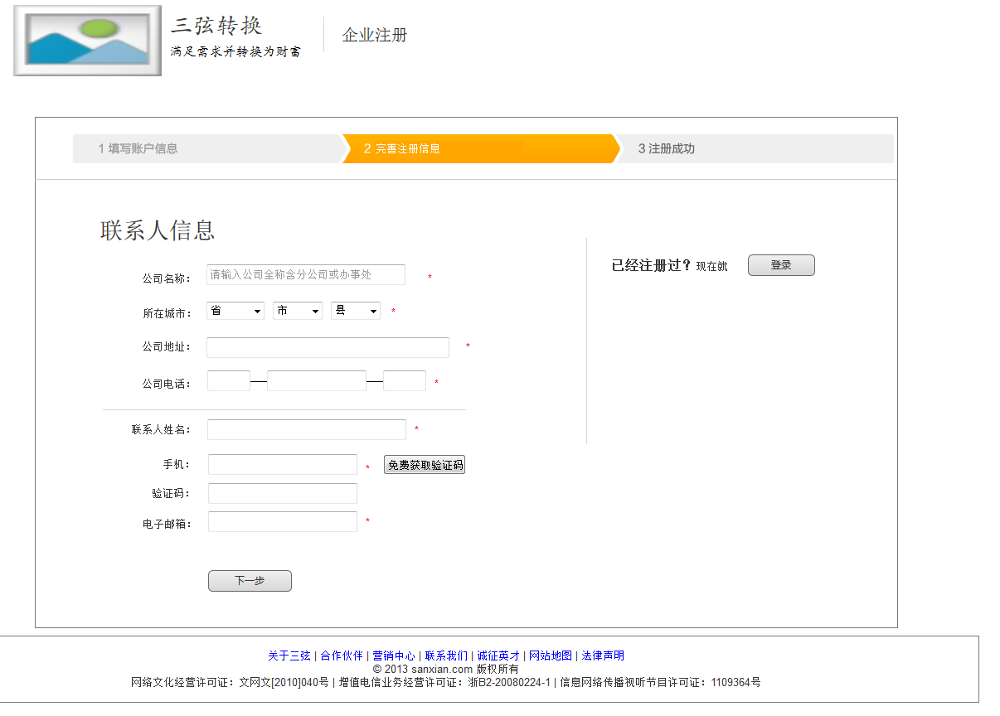 三弦转换
满足需求并转换为财富
企业注册
1 填写账户信息
2 完善注册信息
3 注册成功
联系人信息
公司名称： 请输入公司全称含分公司或办事处 *
已经注册过？现在就 登录
所在城市： 省 市 县 *
公司地址： *
公司电话： *
联系人姓名： *
手机： * 免费获取验证码
验证码：
电子邮箱： *
下一步
关于三弦 | 合作伙伴 | 营销中心 | 联系我们 | 诚征英才 | 网站地图 | 法律声明
© 2013 sanxian.com 版权所有
网络文化经营许可证：文网文[2010]040号 | 增值电信业务经营许可证：浙B2-20080224-1 | 信息网络传播视听节目许可证：1109364号